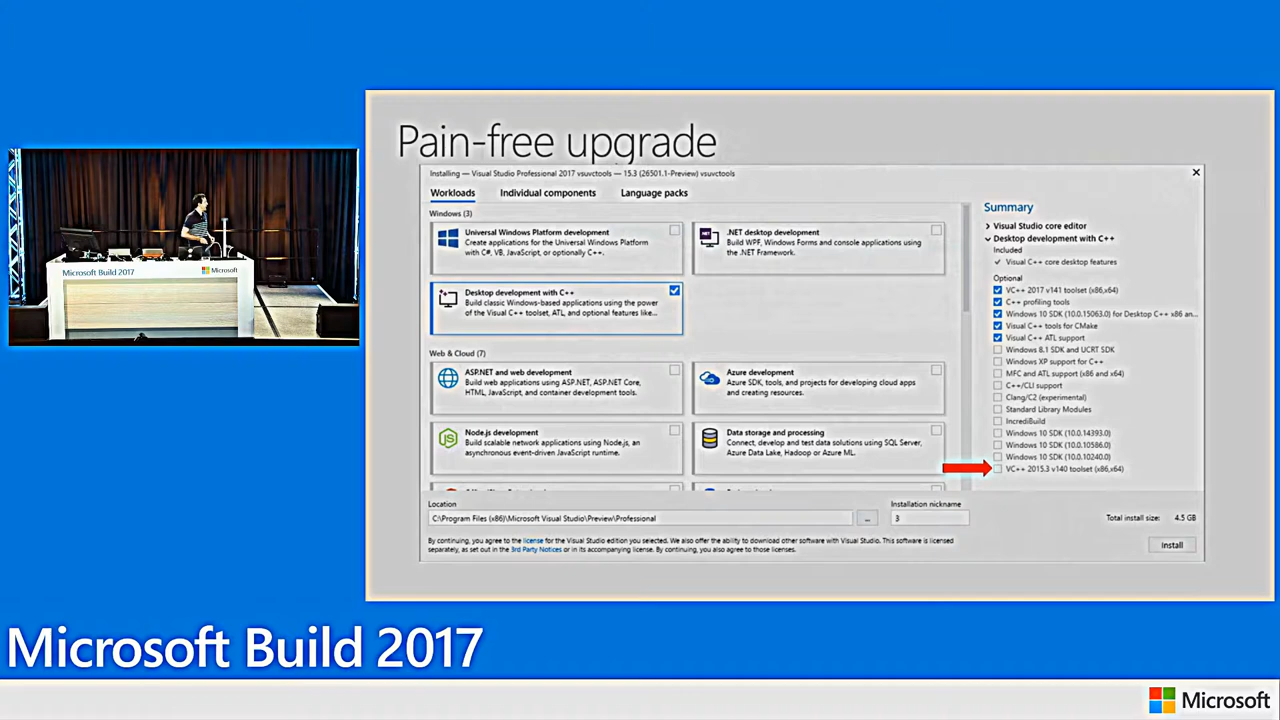 Pain-free upgrade
Installing — Visual Studio Professional 2017 vsuvctools — 15.3 (26501.1-Preview) vsuvctools
Workloads Individual components Language packs
Windows (3)
Universal Windows Platform development
Create applications for the Universal Windows Platform
with C#, VB, JavaScript, or optionally C++.
.NET
.NET desktop development
Build WPF, Windows Forms and console applications using
the .NET Framework.
Desktop development with C++
Build classic Windows-based applications using the power
of the Visual C++ toolset, ATL, and optional features like...
Web & Cloud (7)
ASP.NET and web development
Build web applications using ASP.NET, ASP.NET Core,
HTML, JavaScript, and container development tools.
Azure development
Azure SDK, tools, and projects for developing cloud apps
and creating resources.
JS
Node.js development
Build scalable network applications using Node.js, an
asynchronous event-driven JavaScript runtime.
Data storage and processing
Connect, develop and test data solutions using SQL Server,
Azure Data Lake, Hadoop or Azure ML.
Summary
Visual Studio core editor
Desktop development with C++
Included
Visual C++ core desktop features
Optional
VC++ 2017 v141 toolset (x86,x64)
C++ profiling tools
Windows 10 SDK (10.0.15063.0) for Desktop C++ x86 an...
Visual C++ tools for CMake
Visual C++ ATL support
Windows 8.1 SDK and UCRT SDK
Windows XP support for C++
MFC and ATL support (x86 and x64)
C++/CLI support
Clang/C2 (experimental)
Standard Library Modules
IncrediBuild
Windows 10 SDK (10.0.14393.0)
Windows 10 SDK (10.0.10586.0)
Windows 10 SDK (10.0.10240.0)
VC++ 2015.3 v140 toolset (x86,x64)
Location
C:\Program Files (x86)\Microsoft Visual Studio\Preview\Professional
...
Installation nickname
3
Total install size: 4.5 GB
By continuing, you agree to the license for the Visual Studio edition you selected. We also offer the ability to download other software with Visual Studio. This software is licensed
separately, as set out in the 3rd Party Notices or in its accompanying license. By continuing, you also agree to those licenses.
Install
Microsoft Build 2017
Microsoft
Microsoft Build 2017
Microsoft